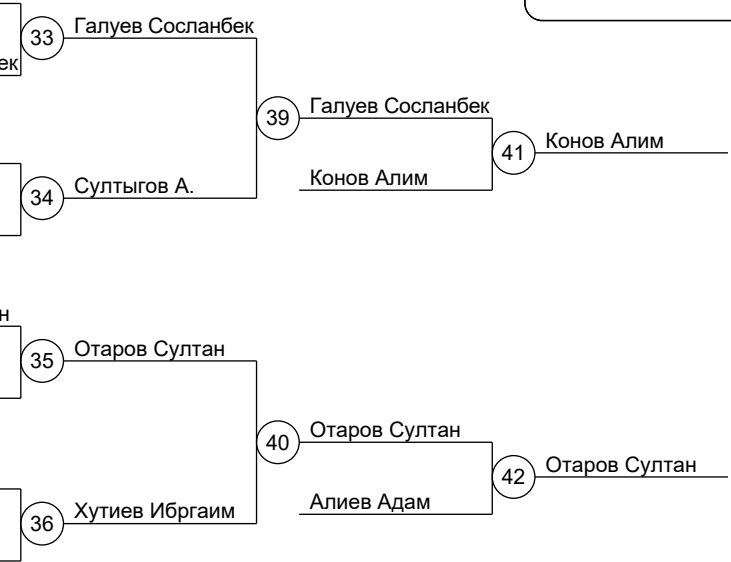 33 Галуев Сосланбек
ек
39 Галуев Сосланбек
41 Конов Алим
Конов Алим
34 Султыгов А.
н
35 Отаров Султан
40 Отаров Султан
42 Отаров Султан
Алиев Адам
36 Хутиев Ибргаим